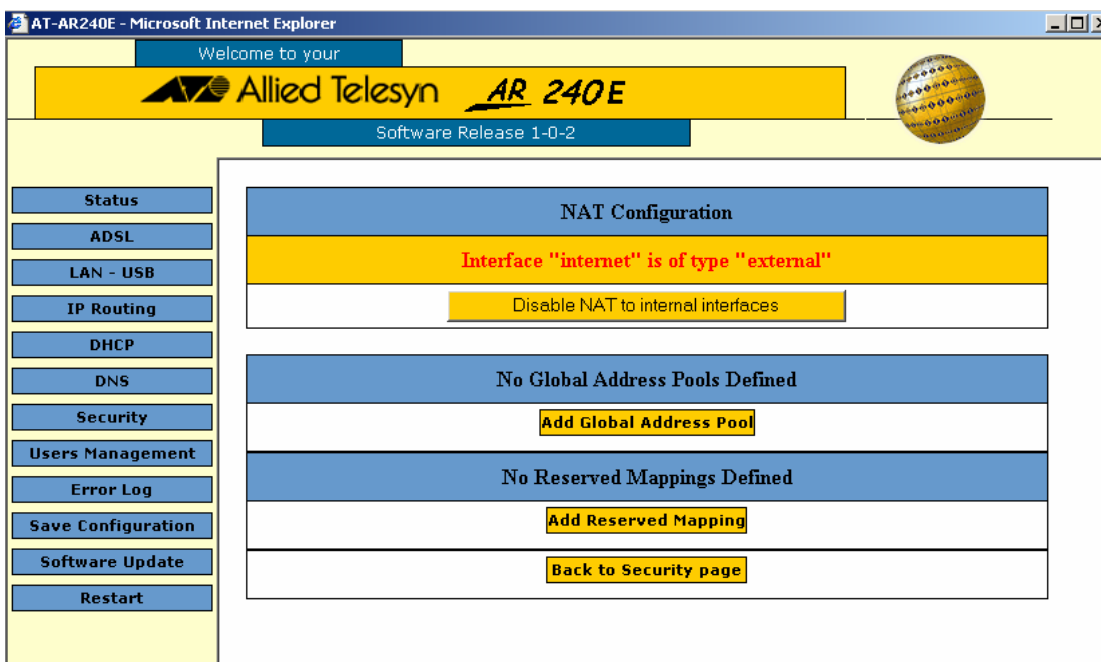 AT-AR240E - Microsoft Internet Explorer
Welcome to your
Allied Telesyn AR 240E
Software Release 1-0-2
Status
ADSL
LAN - USB
IP Routing
DHCP
DNS
Security
Users Management
Error Log
Save Configuration
Software Update
Restart
NAT Configuration
Interface "internet" is of type "external"
Disable NAT to internal interfaces
No Global Address Pools Defined
Add Global Address Pool
No Reserved Mappings Defined
Add Reserved Mapping
Back to Security page